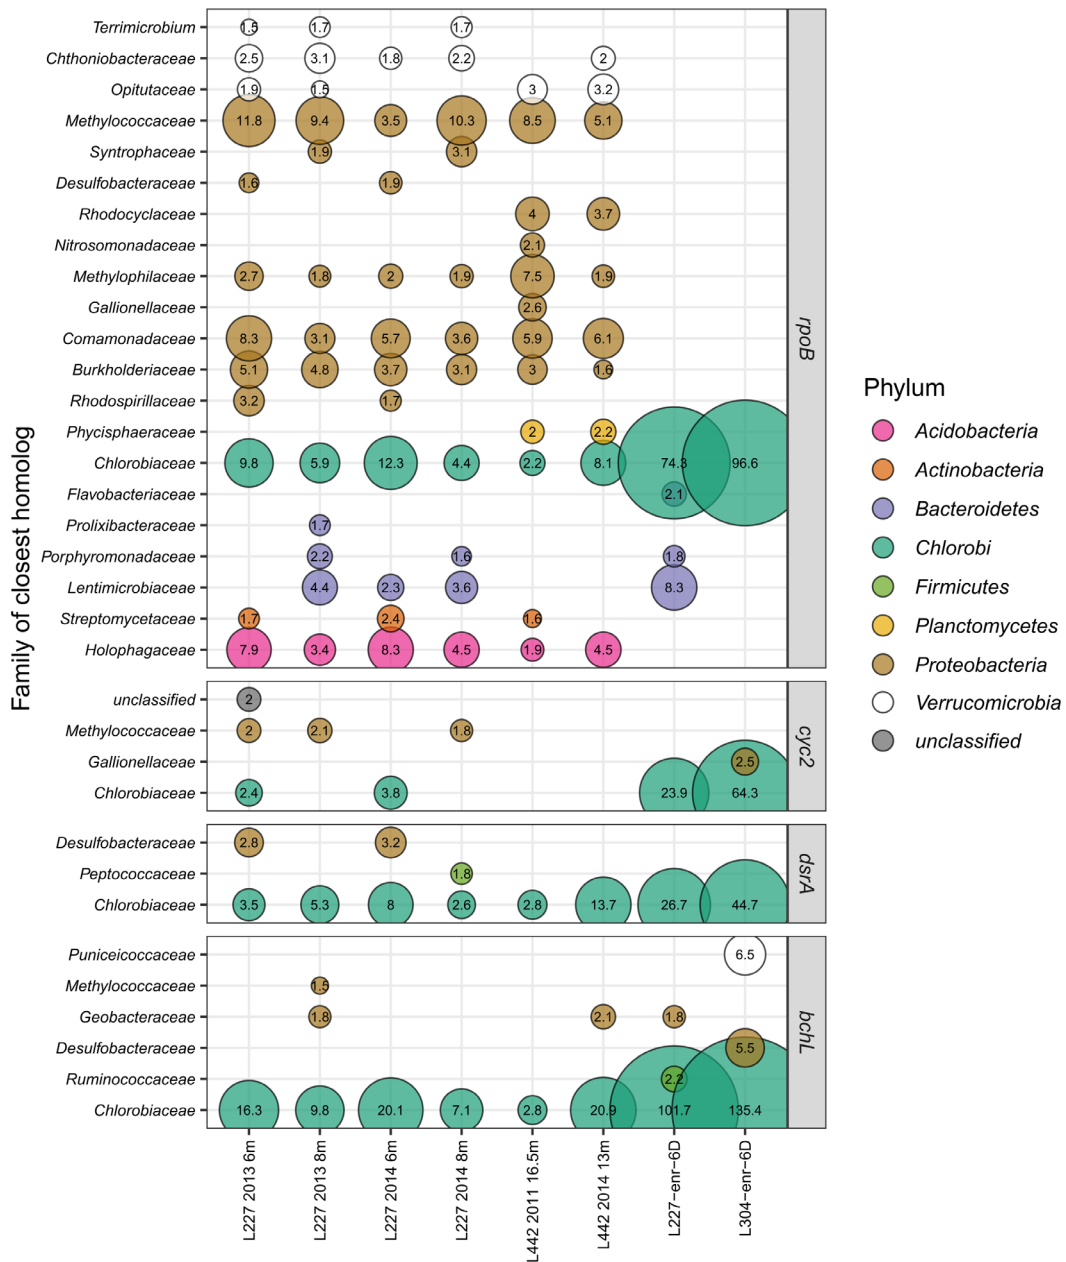 Family of closest homolog
Terrimicrobium 1.5 1.7 1.7
Chthoniobacteraceae 2.5 3.1 1.8 2.2 2
Opitutaceae 1.9 1.5 3 3.2
Methylococcaceae 11.8 9.4 3.5 10.3 8.5 5.1
Syntrophaceae 1.9 3.1
Desulfobacteraceae 1.6 1.9
Rhodocyclaceae 4 3.7
Nitrosomonadaceae 2.1
Methylophilaceae 2.7 1.8 2 1.9 7.5 1.9
Gallionellaceae 2.6
Comamonadaceae 8.3 3.1 5.7 3.6 5.9 6.1
Burkholderiaceae 5.1 4.8 3.7 3.1 3 1.6
Rhodospirillaceae 3.2 1.7
Phycisphaeraceae 2 2.2
Chlorobiaceae 9.8 5.9 12.3 4.4 2.2 8.1 74.3 96.6
Flavobacteriaceae 2.1
Prolixibacteraceae 1.7
Porphyromonadaceae 2.2 1.6 1.8
Lentimicrobiaceae 4.4 2.3 3.6 8.3
Streptomycetaceae 1.7 2.4 1.6
Holophagaceae 7.9 3.4 8.3 4.5 1.9 4.5
rpoB
unclassified 2
Methylococcaceae 2 2.1 1.8
Gallionellaceae 2.5
Chlorobiaceae 2.4 3.8 23.9 64.3
cyc2
Desulfobacteraceae 2.8 3.2
Peptococcaceae 1.8
Chlorobiaceae 3.5 5.3 8 2.6 2.8 13.7 26.7 44.7
dsrA
Puniceicoccaceae 6.5
Methylococcaceae 1.5
Geobacteraceae 1.8 2.1 1.8
Desulfobacteraceae 5.5
Ruminococcaceae 2.2
Chlorobiaceae 16.3 9.8 20.1 7.1 2.8 20.9 101.7 135.4
bchL
L227 2013 6m
L227 2013 8m
L227 2014 6m
L227 2014 8m
L442 2011 16.5m
L442 2014 13m
L227−enr−6D
L304−enr−6D
Phylum
Acidobacteria
Actinobacteria
Bacteroidetes
Chlorobi
Firmicutes
Planctomycetes
Proteobacteria
Verrucomicrobia
unclassified